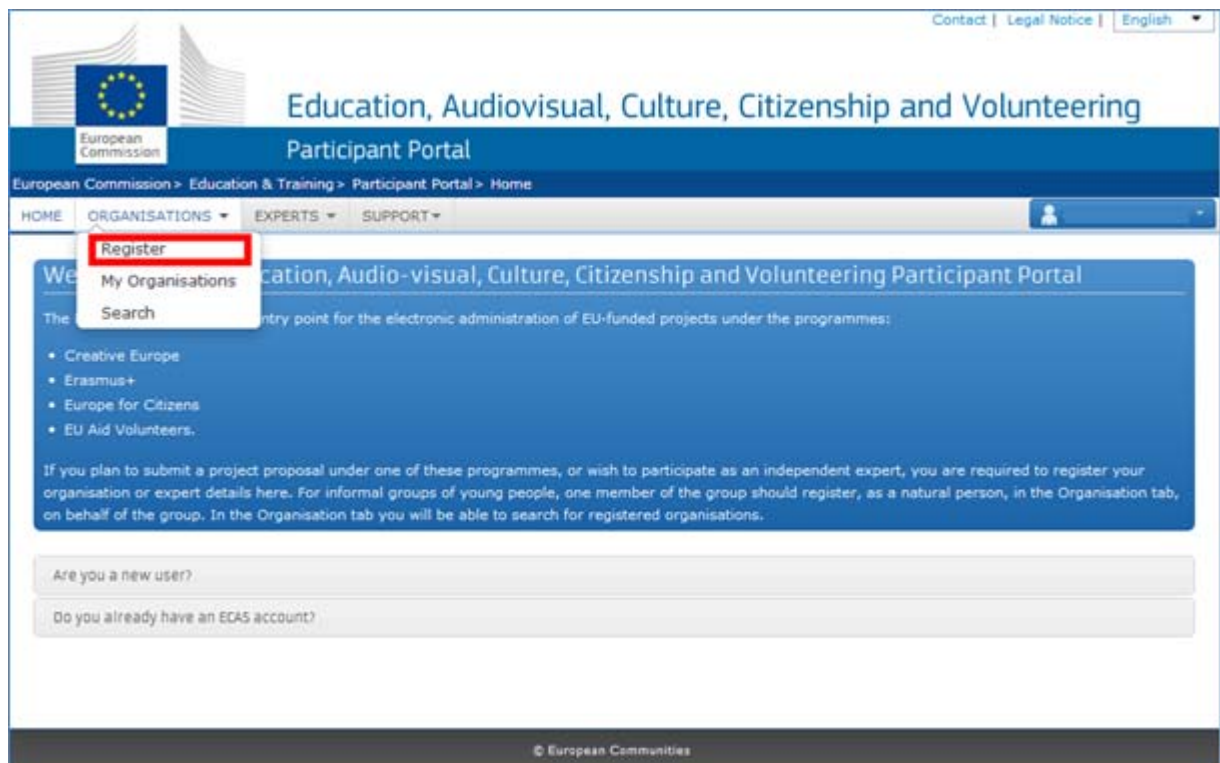 Contact | Legal Notice | English
Education, Audiovisual, Culture, Citizenship and Volunteering
European
Commission
Participant Portal
European Commission > Education & Training > Participant Portal > Home
HOME ORGANISATIONS EXPERTS SUPPORT
Register
My Organisations
Search
We cation, Audio-visual, Culture, Citizenship and Volunteering Participant Portal
The ntry point for the electronic administration of EU-funded projects under the programmes:
• Creative Europe
• Erasmus+
• Europe for Citizens
• EU Aid Volunteers.
If you plan to submit a project proposal under one of these programmes, or wish to participate as an independent expert, you are required to register your
organisation or expert details here. For informal groups of young people, one member of the group should register, as a natural person, in the Organisation tab,
on behalf of the group. In the Organisation tab you will be able to search for registered organisations.
Are you a new user?
Do you already have an ECAS account?
© European Communities